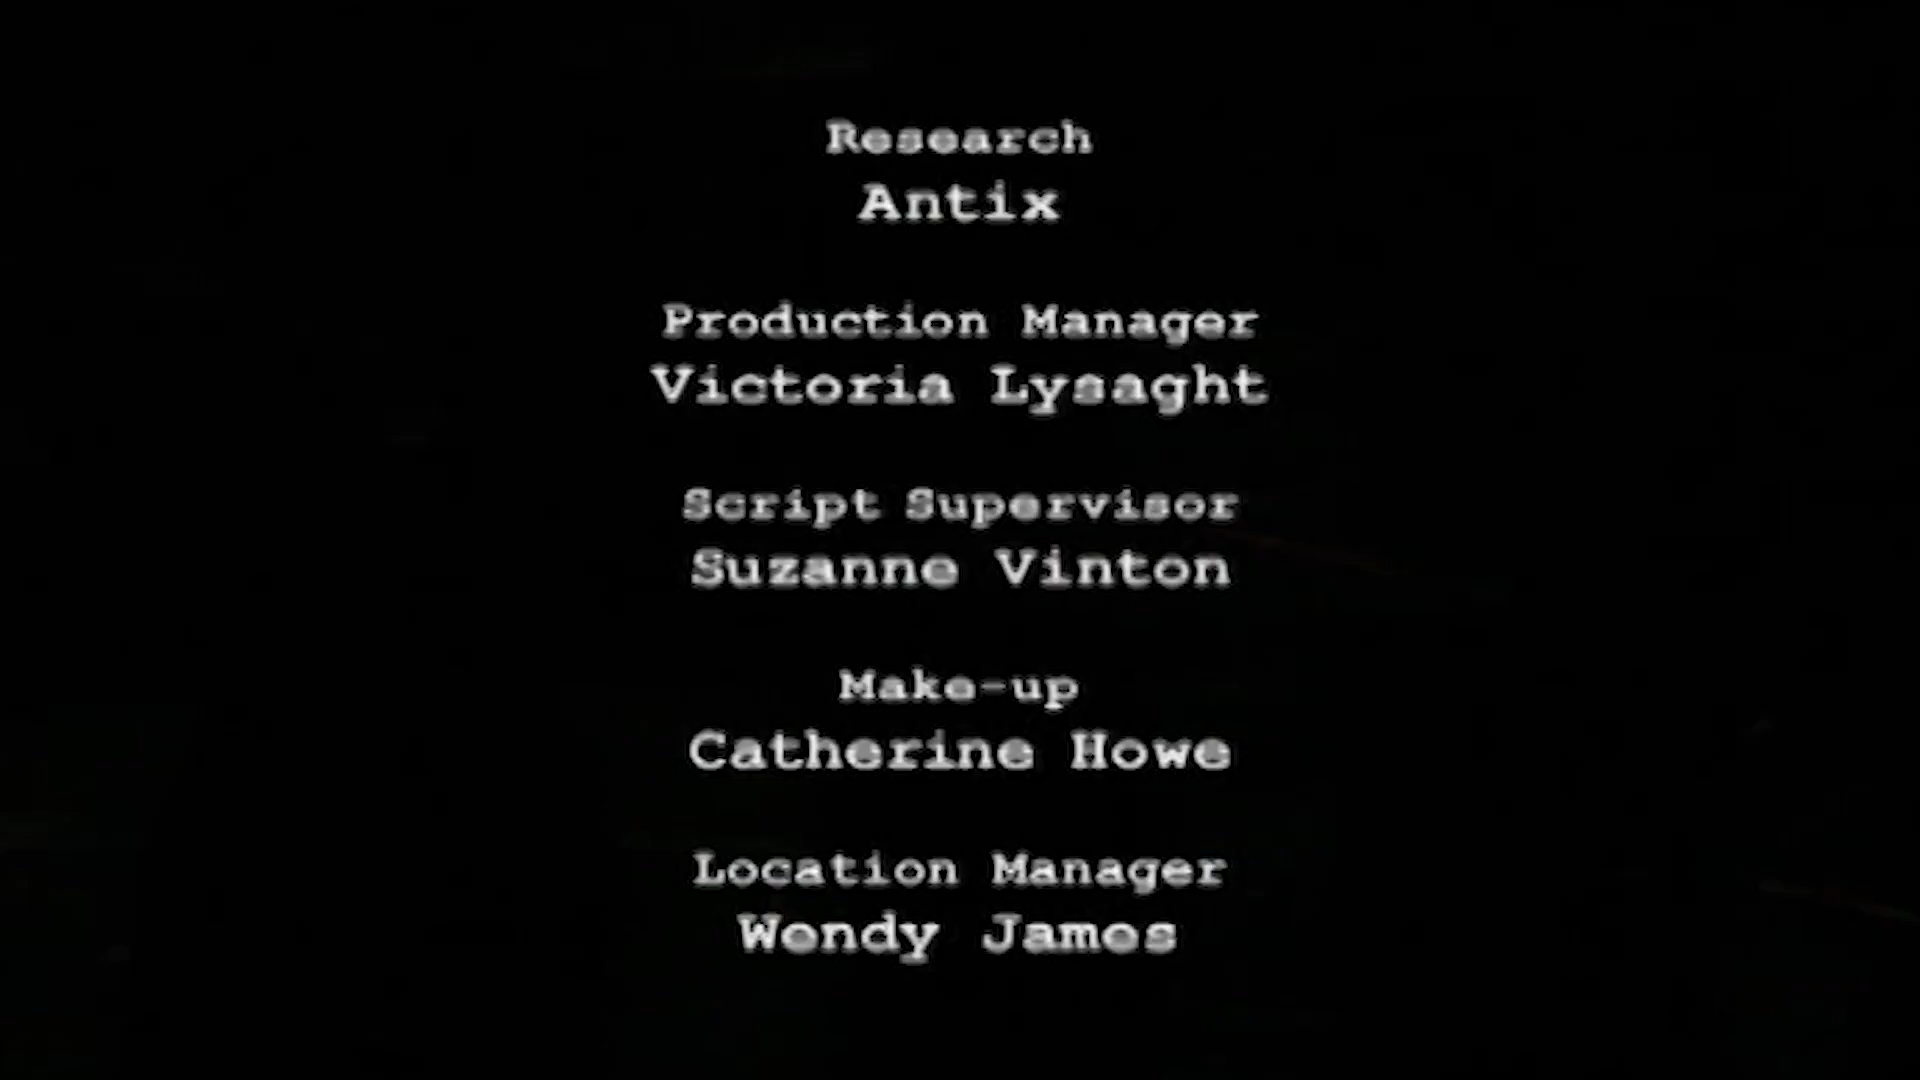 Research
Antix
Production Manager
Victoria Lysaght
Script Supervisor
Suzanne Vinton
Make-up
Catherine Howe
Location Manager
Wendy James